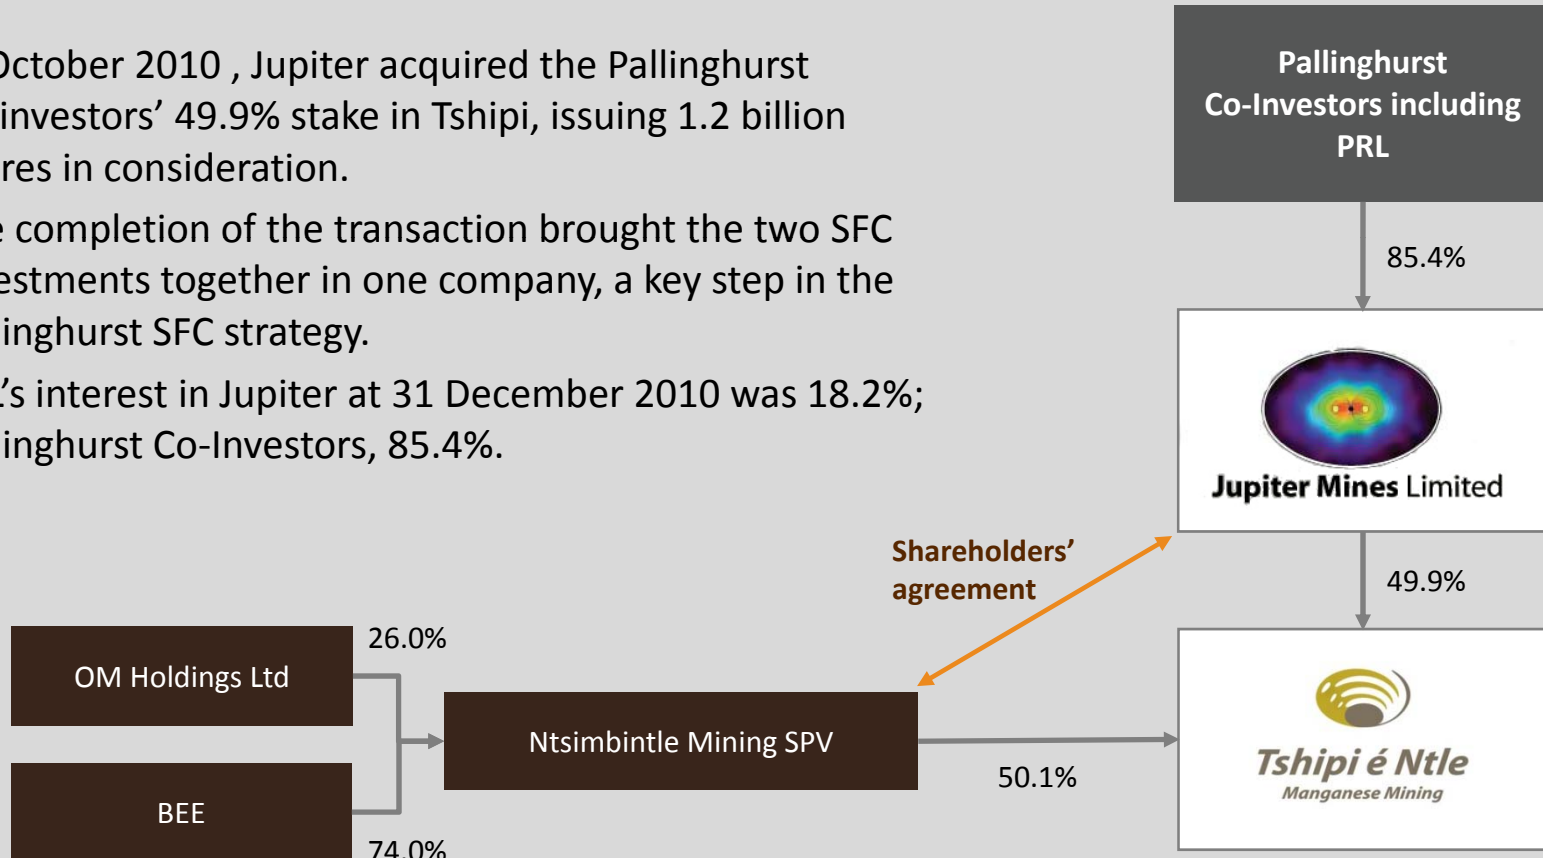 October 2010 , Jupiter acquired the Pallinghurst
investors’ 49.9% stake in Tshipi, issuing 1.2 billion
res in consideration.
e completion of the transaction brought the two SFC
estments together in one company, a key step in the
linghurst SFC strategy.
’s interest in Jupiter at 31 December 2010 was 18.2%;
linghurst Co-Investors, 85.4%.
Pallinghurst
Co-Investors including
PRL
85.4%
Jupiter Mines Limited
Shareholders’
agreement
49.9%
26.0%
OM Holdings Ltd
Ntsimbintle Mining SPV
50.1%
Tshipi é Ntle
Manganese Mining
BEE
74.0%